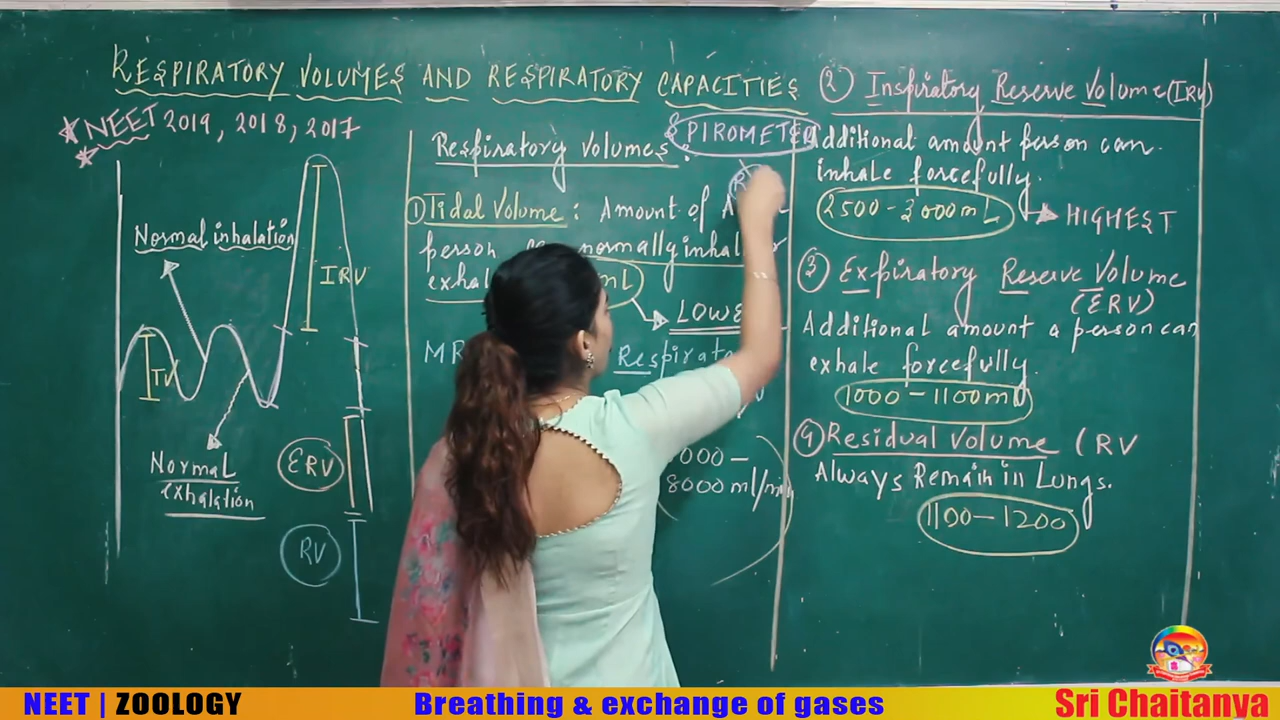 RESPIRATORY VOLUMES AND RESPIRATORY CAPACITIES
NEET 2019, 2018, 2017
Normal inhalation
IRV
TV
Normal
exhalation
ERV
RV
Respiratory Volumes
SPIROMETER
① Tidal Volume : Amount of
person normally inhal
exhal mL
LOWE
Respirato
000 –
8000 ml/min
② Inspiratory Reserve Volume (IRV)
Additional amount person can
inhale forcefully.
2500 - 3000mL
HIGHEST
③ Expiratory Reserve Volume
(ERV)
Additional amount a person can
exhale forcefully.
1000 - 1100ml
④ Residual Volume (RV
Always Remain in Lungs.
1100 - 1200
NEET | ZOOLOGY Breathing & exchange of gases Sri Chaitanya